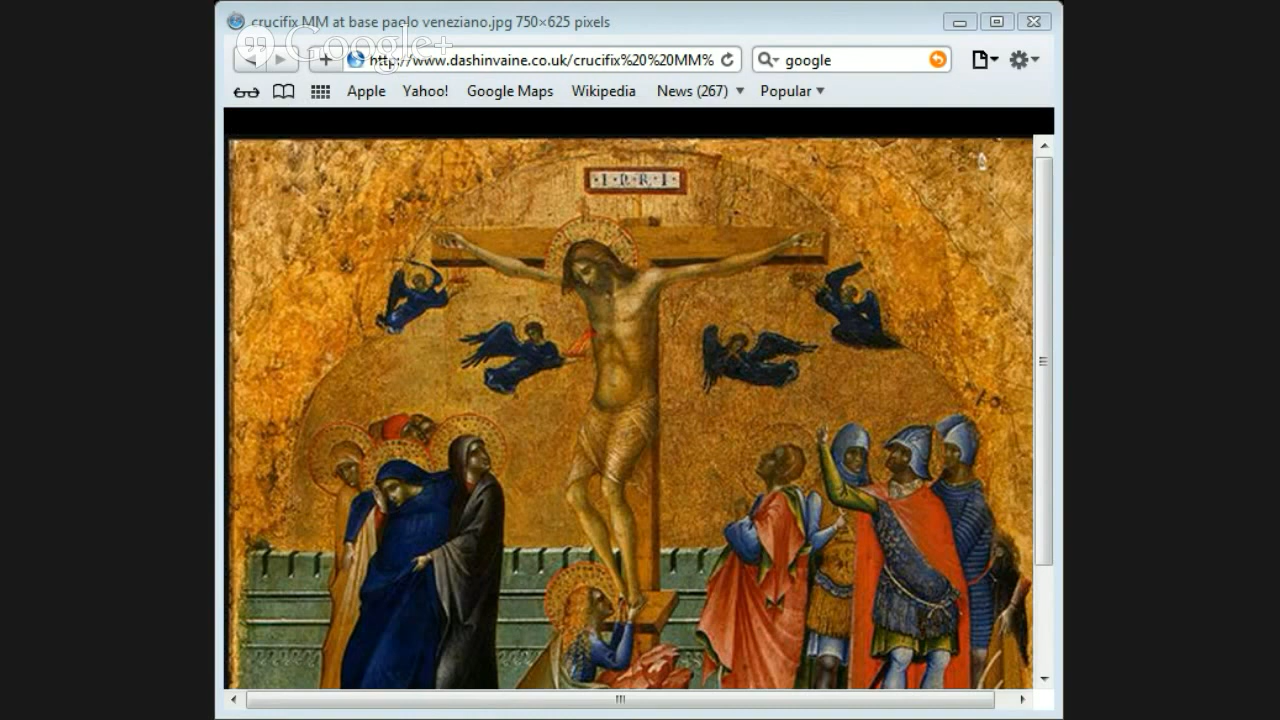 crucifix MM at base paolo veneziano.jpg 750×625 pixels
Google+
http://www.dashinvaine.co.uk/crucifix%20%20MM%
google
Apple Yahoo! Google Maps Wikipedia News (267) Popular
·I·N·R·I·